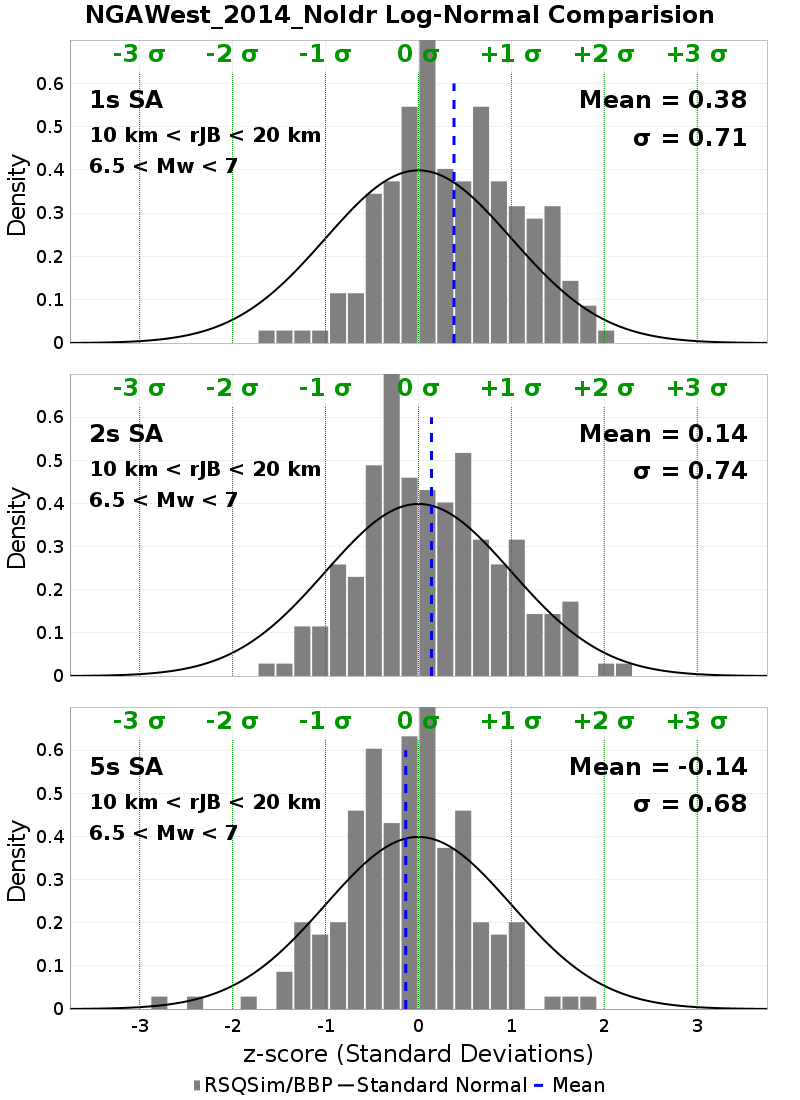 NGAWest_2014_NoIdr Log-Normal Comparision
-3 σ -2 σ -1 σ 0 σ +1 σ +2 σ +3 σ
1s SA
10 km < rJB < 20 km
6.5 < Mw < 7
Mean = 0.38
σ = 0.71
Density
0.6
0.5
0.4
0.3
0.2
0.1
0
-3 σ -2 σ -1 σ 0 σ +1 σ +2 σ +3 σ
2s SA
10 km < rJB < 20 km
6.5 < Mw < 7
Mean = 0.14
σ = 0.74
Density
0.6
0.5
0.4
0.3
0.2
0.1
0
-3 σ -2 σ -1 σ 0 σ +1 σ +2 σ +3 σ
5s SA
10 km < rJB < 20 km
6.5 < Mw < 7
Mean = -0.14
σ = 0.68
Density
0.6
0.5
0.4
0.3
0.2
0.1
0
-3 -2 -1 0 1 2 3
z-score (Standard Deviations)
RSQSim/BBP Standard Normal Mean